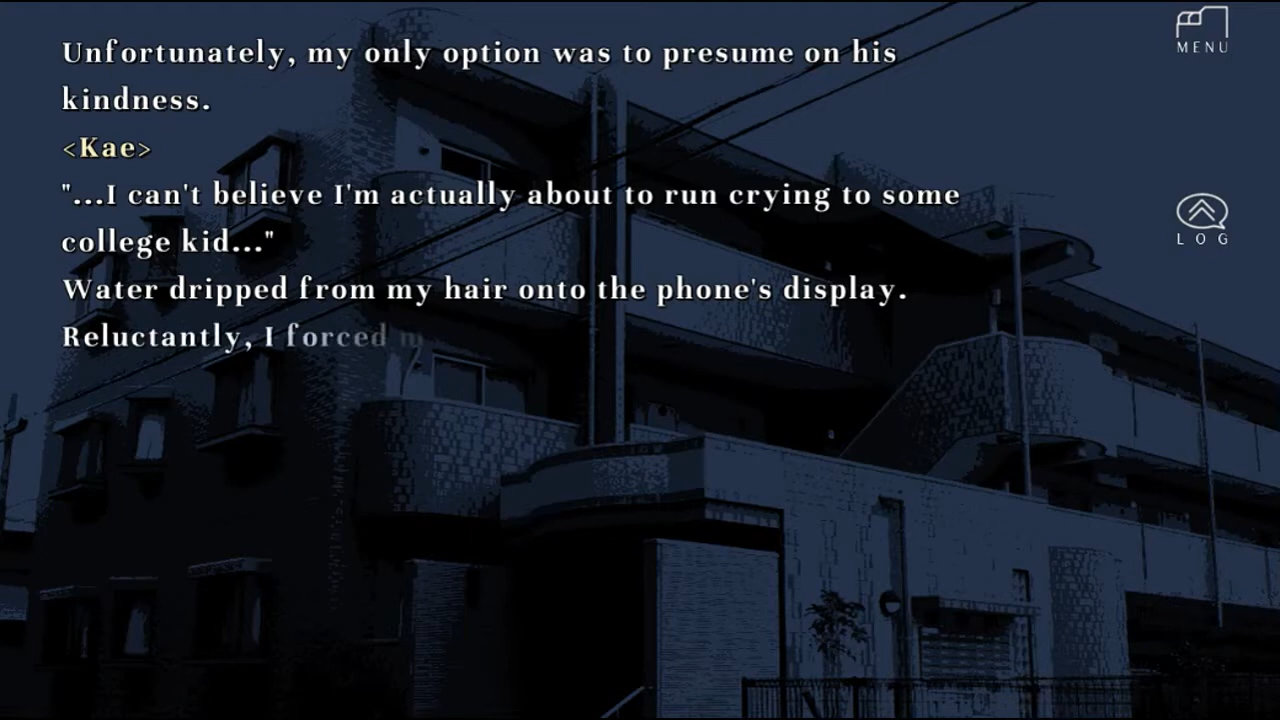 Unfortunately, my only option was to presume on his
kindness.
<Kae>
"...I can't believe I'm actually about to run crying to some
college kid..."
Water dripped from my hair onto the phone's display.
Reluctantly, I forced m
MENU
LOG